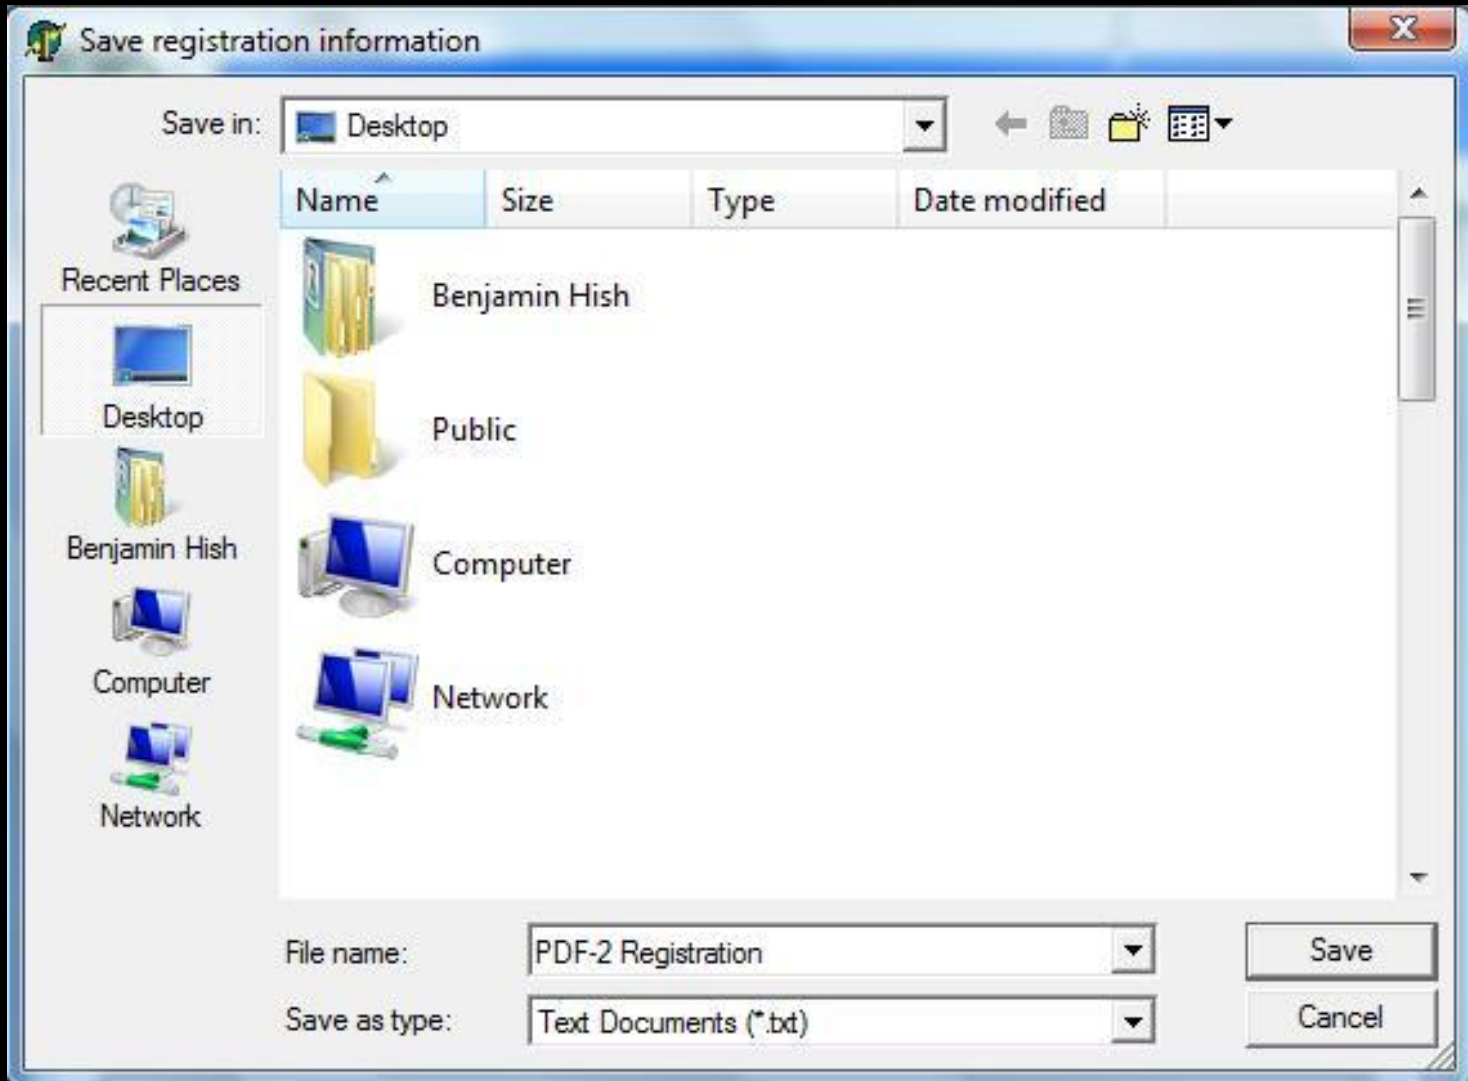 Save registration information
Save in: Desktop
Name Size Type Date modified
Recent Places
Desktop
Benjamin Hish
Computer
Network
Benjamin Hish
Public
Computer
Network
File name: PDF-2 Registration Save
Save as type: Text Documents (*.txt) Cancel